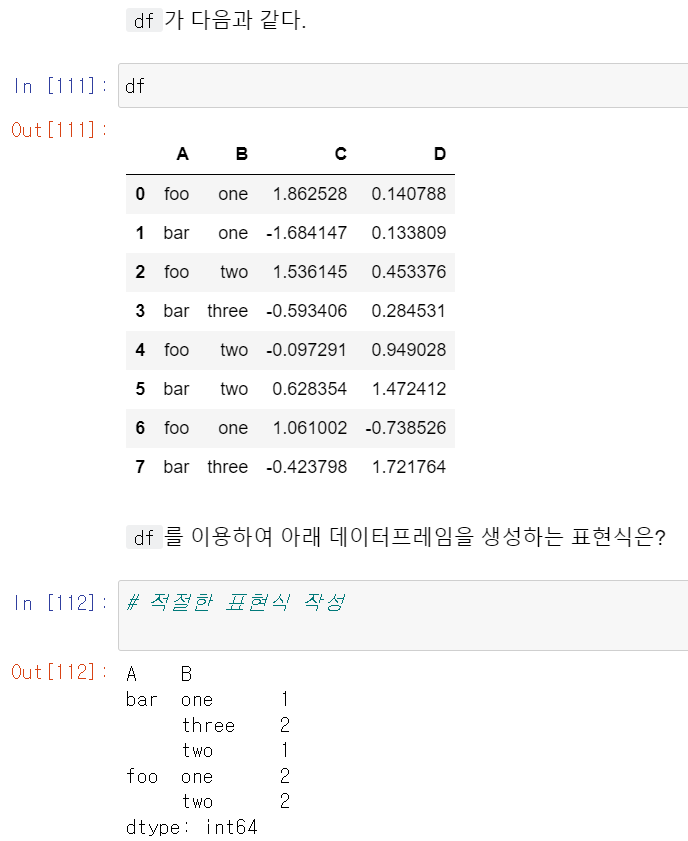 df 가 다음과 같다.
In [111]: df
Out[111]:
A B C D
0 foo one 1.862528 0.140788
1 bar one -1.684147 0.133809
2 foo two 1.536145 0.453376
3 bar three -0.593406 0.284531
4 foo two -0.097291 0.949028
5 bar two 0.628354 1.472412
6 foo one 1.061002 -0.738526
7 bar three -0.423798 1.721764
df 를 이용하여 아래 데이터프레임을 생성하는 표현식은?
In [112]: # 적절한 표현식 작성
Out[112]: A B
bar one 1
three 2
two 1
foo one 2
two 2
dtype: int64